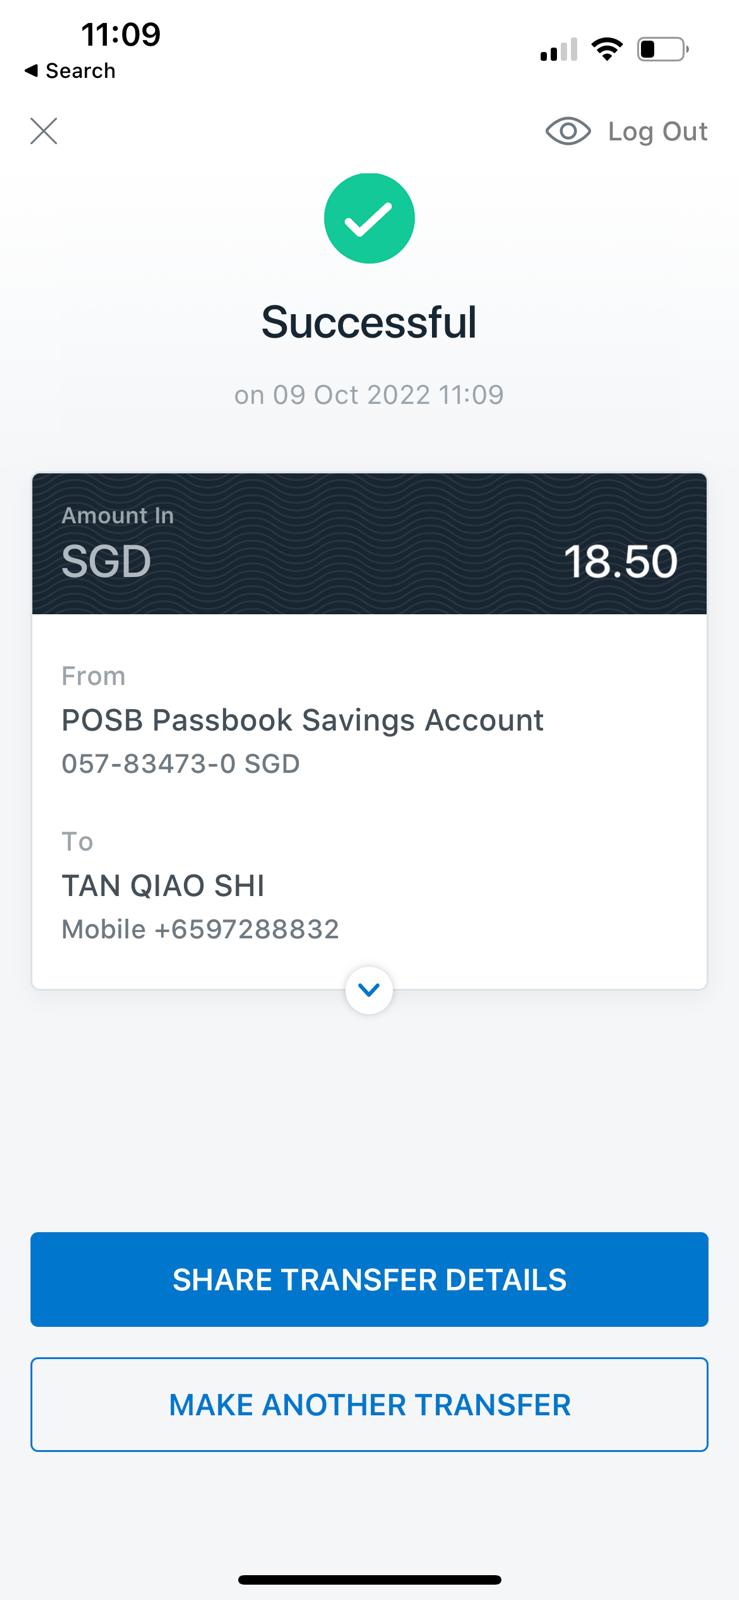 11:09
Search
Log Out
Successful
on 09 Oct 2022 11:09
Amount In
SGD 18.50
From
POSB Passbook Savings Account
057-83473-0 SGD
To
TAN QIAO SHI
Mobile +6597288832
SHARE TRANSFER DETAILS
MAKE ANOTHER TRANSFER